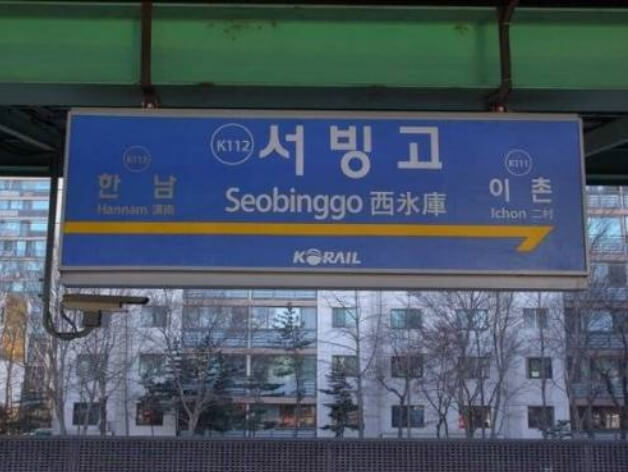 K112 서빙고
Seobinggo 西氷庫
K113
한남
Hannam 漢南
K111
이촌
Ichon 二村
KORAIL